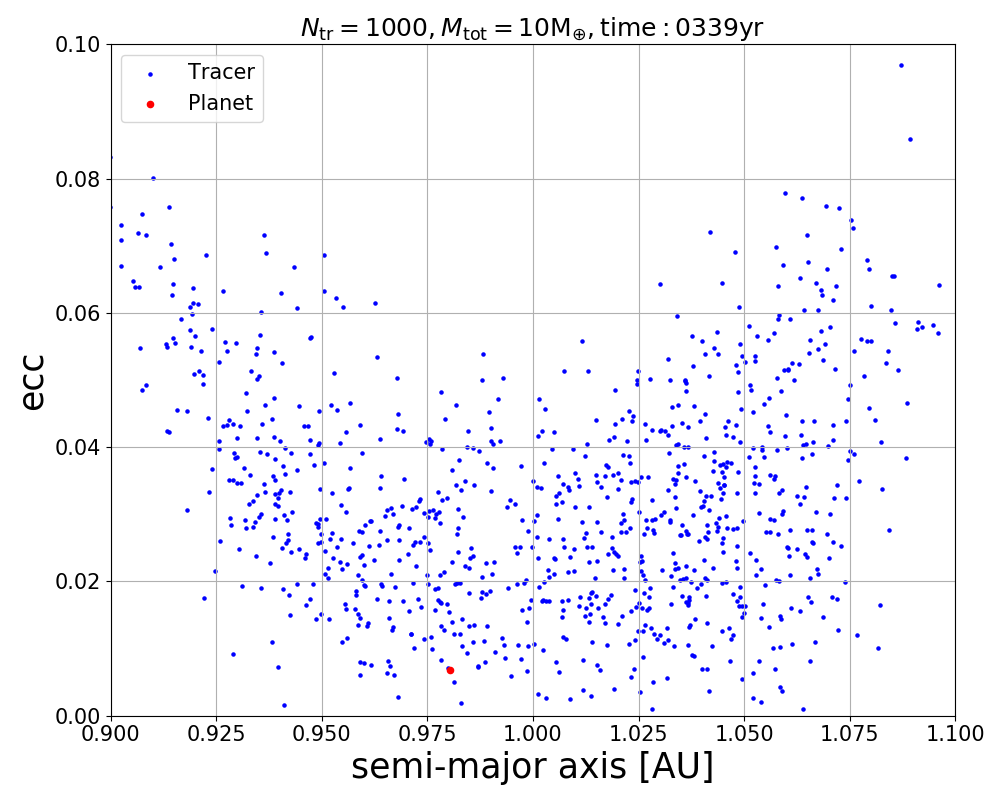 N_tr = 1000, M_tot = 10M_⊕, time : 0339yr
Tracer
Planet
0.10
0.08
0.06
0.04
0.02
0.00
ecc
0.900 0.925 0.950 0.975 1.000 1.025 1.050 1.075 1.100
semi-major axis [AU]